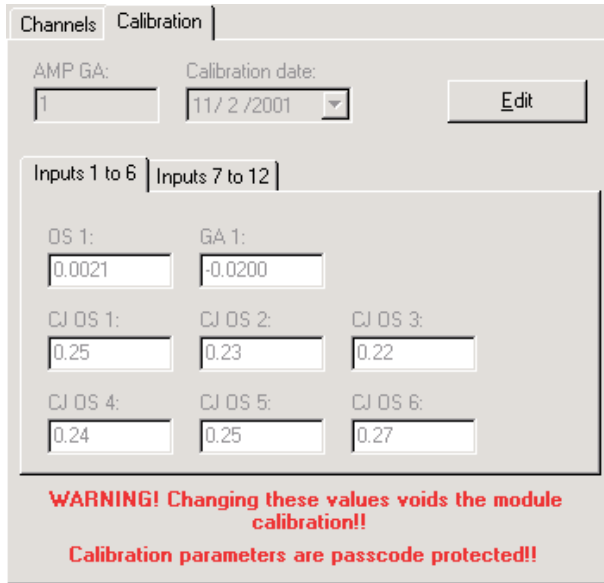 Channels Calibration
AMP GA: Calibration date:
1 11/ 2 /2001 Edit
Inputs 1 to 6 Inputs 7 to 12
OS 1: GA 1:
0.0021 -0.0200
CJ OS 1: CJ OS 2: CJ OS 3:
0.25 0.23 0.22
CJ OS 4: CJ OS 5: CJ OS 6:
0.24 0.25 0.27
WARNING! Changing these values voids the module
calibration!!
Calibration parameters are passcode protected!!